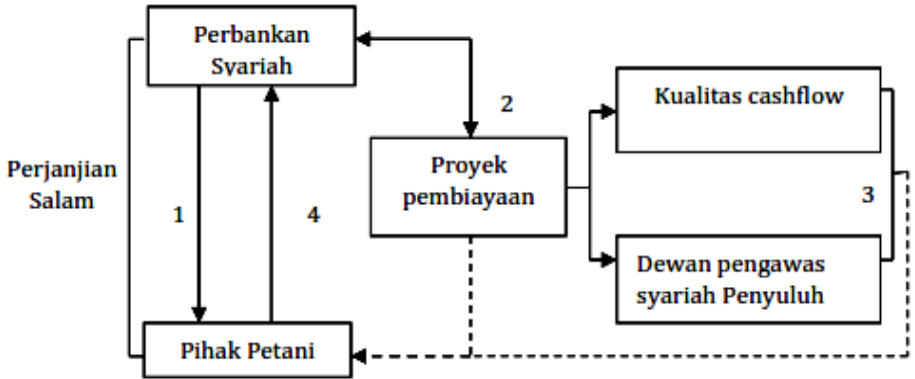 Perbankan
Syariah
Kualitas cashflow
2
Proyek
pembiayaan
Perjanjian
Salam
1
4
3
Dewan pengawas
syariah Penyuluh
Pihak Petani